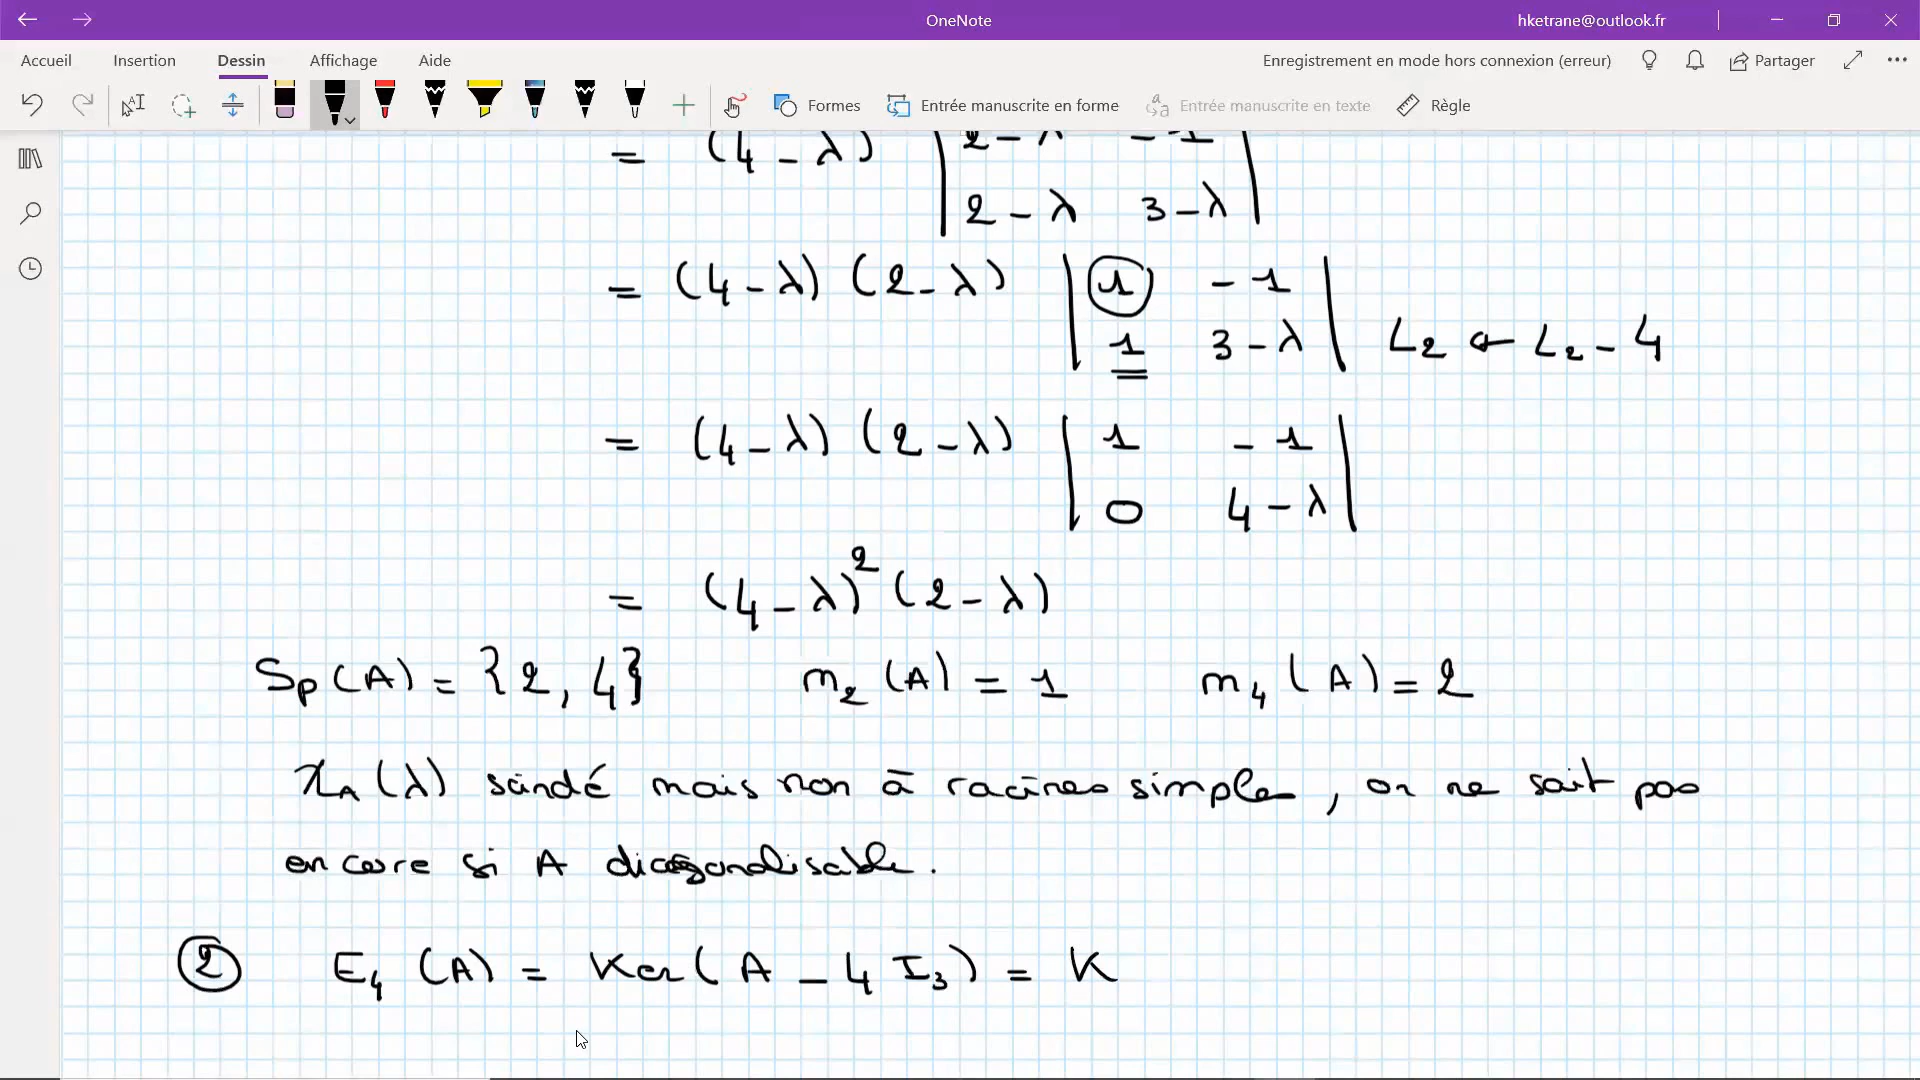 OneNote
hketrane@outlook.fr
Accueil Insertion Dessin Affichage Aide
Enregistrement en mode hors connexion (erreur) Partager
Formes Entrée manuscrite en forme Entrée manuscrite en texte Règle
= (4 - λ) | 2 - λ   - 1 |
| 2 - λ   3 - λ |
= (4 - λ) (2 - λ) | 1   - 1 |
| 1   3 - λ | L₂ ← L₂ - L₁
= (4 - λ) (2 - λ) | 1   - 1 |
| 0   4 - λ |
= (4 - λ)² (2 - λ)
Sp(A) = {2, 4}   m₂(A) = 1   m₄(A) = 2
χA(λ) scindé mais non à racines simples, on ne sait pas
encore si A diagonalisable.
② E₄(A) = Ker(A - 4 I₃) = K